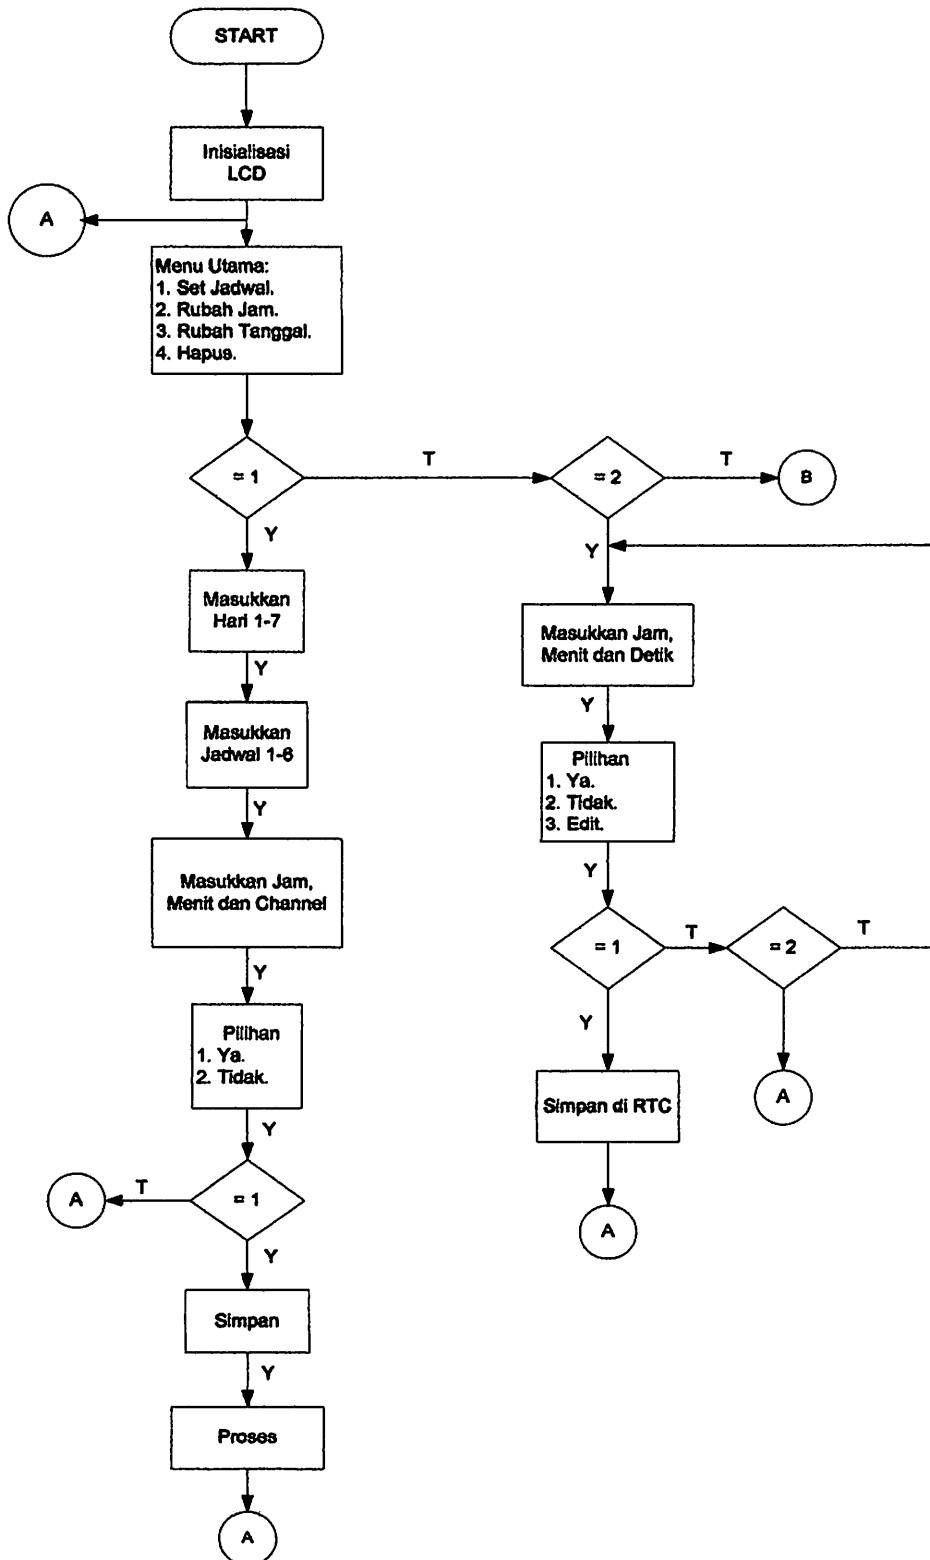 START
Inisialisasi
LCD
A
Menu Utama:
1. Set Jadwal.
2. Rubah Jam.
3. Rubah Tanggal.
4. Hapus.
= 1
T
= 2
T
B
Y
Y
Masukkan
Hari 1-7
Masukkan Jam,
Menit dan Detik
Y
Y
Masukkan
Jadwal 1-6
Pilihan
1. Ya.
2. Tidak.
3. Edit.
Y
Y
Masukkan Jam,
Menit dan Channel
= 1
T
= 2
T
Y
Y
Pilihan
1. Ya.
2. Tidak.
Simpan di RTC
A
Y
T
A
= 1
A
Y
Simpan
Y
Proses
A